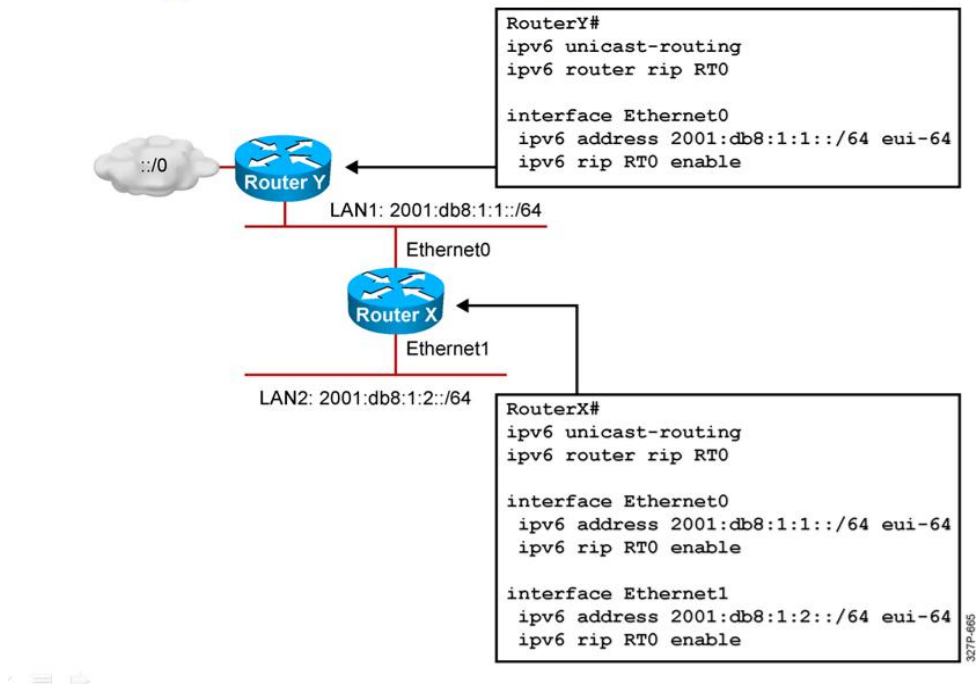 RouterY#
ipv6 unicast-routing
ipv6 router rip RT0
interface Ethernet0
ipv6 address 2001:db8:1:1::/64 eui-64
ipv6 rip RT0 enable
::/0
Router Y
LAN1: 2001:db8:1:1::/64
Ethernet0
Router X
Ethernet1
LAN2: 2001:db8:1:2::/64
RouterX#
ipv6 unicast-routing
ipv6 router rip RT0
interface Ethernet0
ipv6 address 2001:db8:1:1::/64 eui-64
ipv6 rip RT0 enable
interface Ethernet1
ipv6 address 2001:db8:1:2::/64 eui-64
ipv6 rip RT0 enable
327P-665